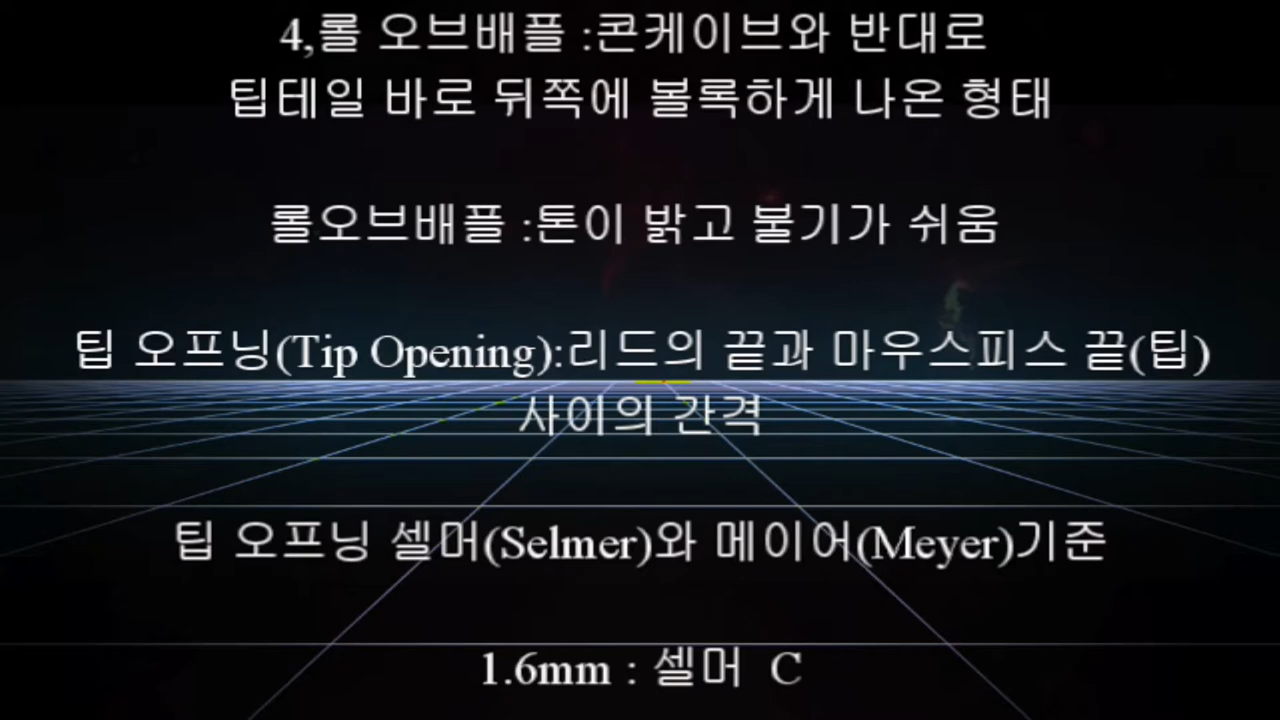 4,롤 오브배플 :콘케이브와 반대로
팁테일 바로 뒤쪽에 볼록하게 나온 형태
롤오브배플 :톤이 밝고 불기가 쉬움
팁 오프닝(Tip Opening):리드의 끝과 마우스피스 끝(팁)
사이의 간격
팁 오프닝 셀머(Selmer)와 메이어(Meyer)기준
1.6mm : 셀머 C